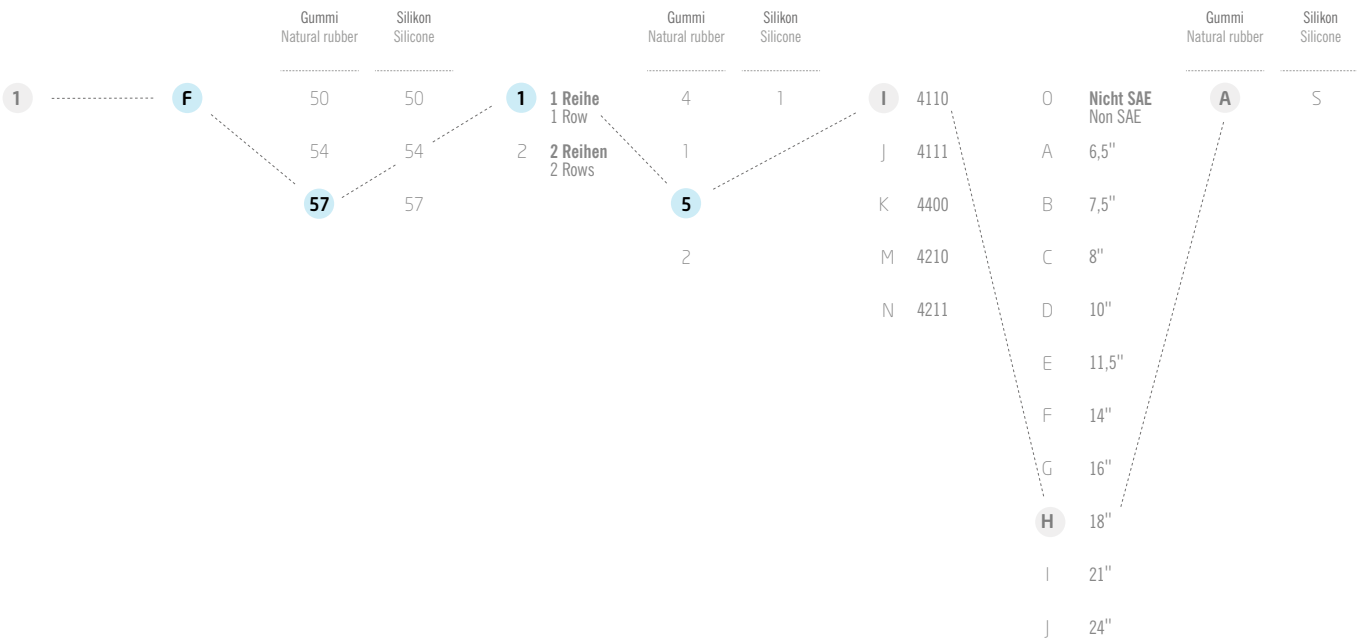 Gummi Silikon Gummi Silikon Gummi Silikon
Natural rubber Silicone Natural rubber Silicone Natural rubber Silicone
1 F 50 50 1 1 Reihe 4 1 I 4110 0 Nicht SAE A S
1 Row Non SAE
54 54 2 2 Reihen 1 J 4111 A 6,5"
2 Rows
57 57 5 K 4400 B 7,5"
2 M 4210 C 8"
N 4211 D 10"
E 11,5"
F 14"
G 16"
H 18"
I 21"
J 24"